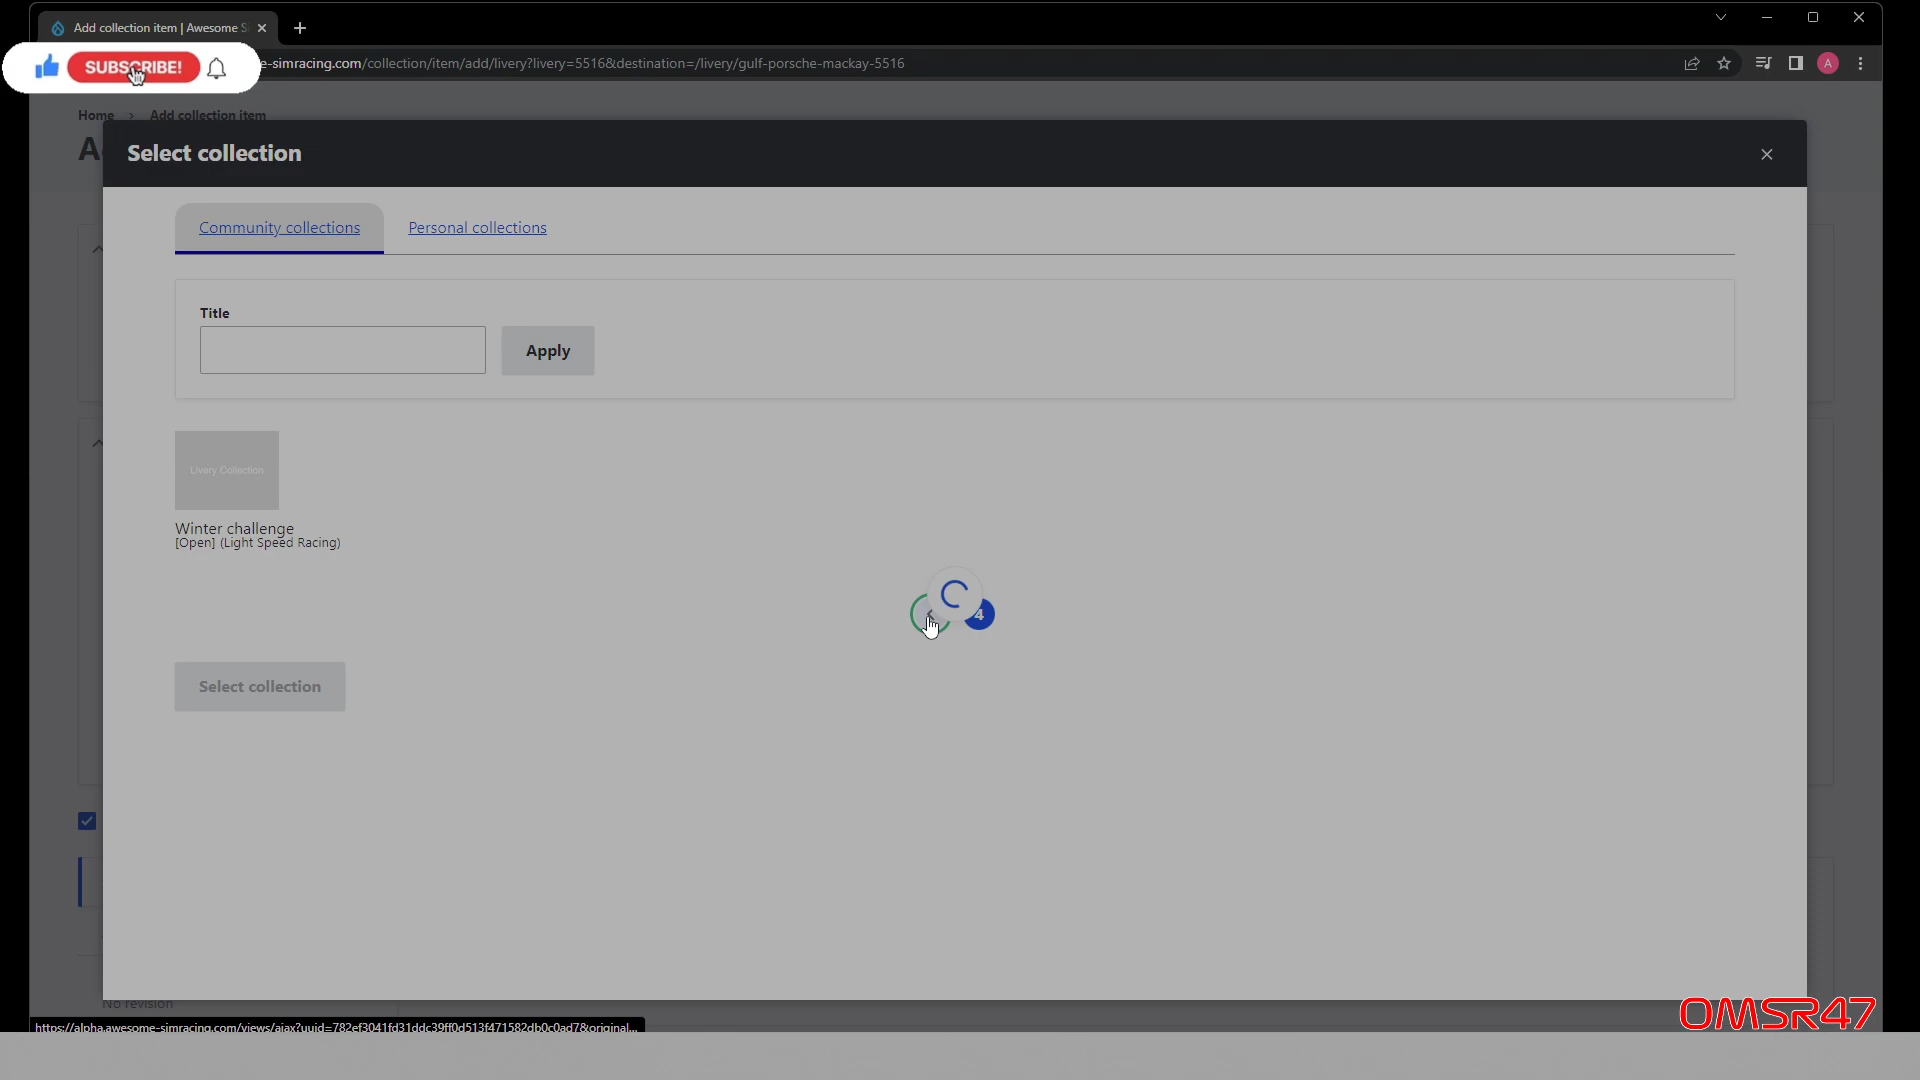 Add collection item | Awesome S
SUBSCRIBE!
e-simracing.com/collection/item/add/livery?livery=5516&destination=/livery/gulf-porsche-mackay-5516
A
Home > Add collection item
A
Select collection
Community collections
Personal collections
Title
Apply
Livery Collection
Winter challenge
[Open] (Light Speed Racing)
4
Select collection
No revision
https://alpha.awesome-simracing.com/views/ajax?uuid=782ef3041fd31ddc39ff0d513f471582db0c0ad7&original...
OMSR47